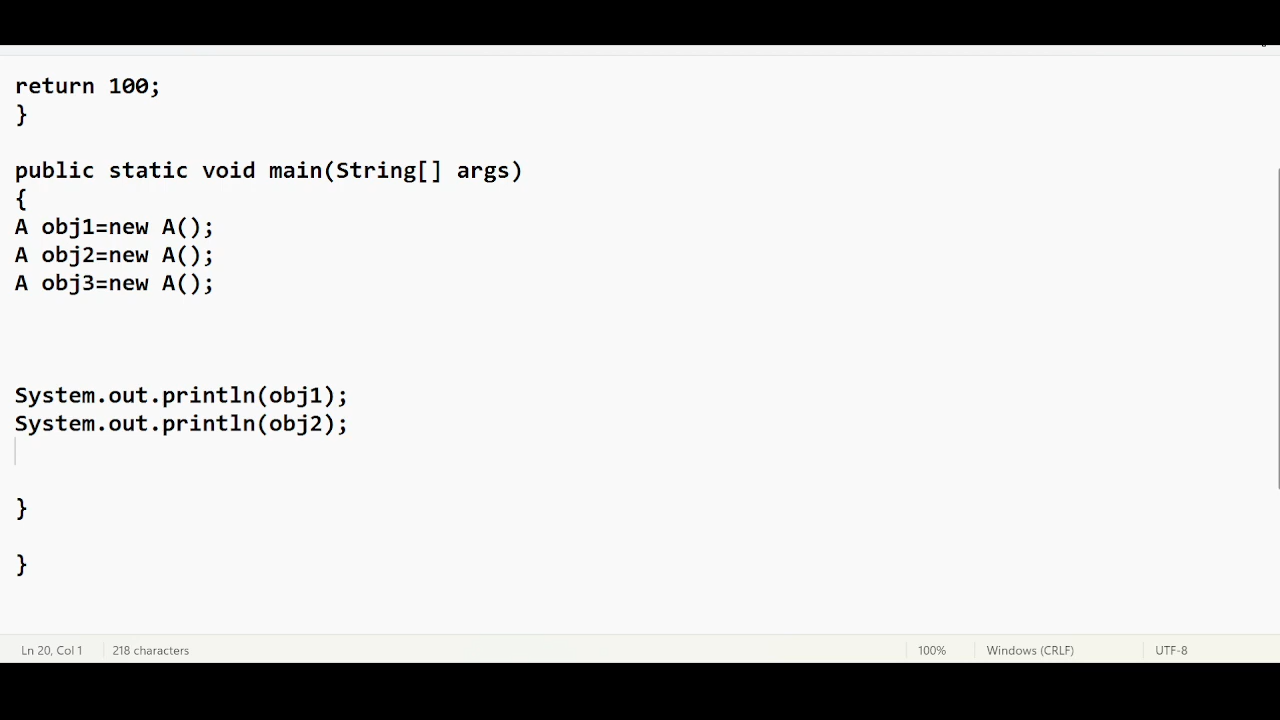 return 100;
}
public static void main(String[] args)
{
A obj1=new A();
A obj2=new A();
A obj3=new A();
System.out.println(obj1);
System.out.println(obj2);
}
}
Ln 20, Col 1 218 characters 100% Windows (CRLF) UTF-8